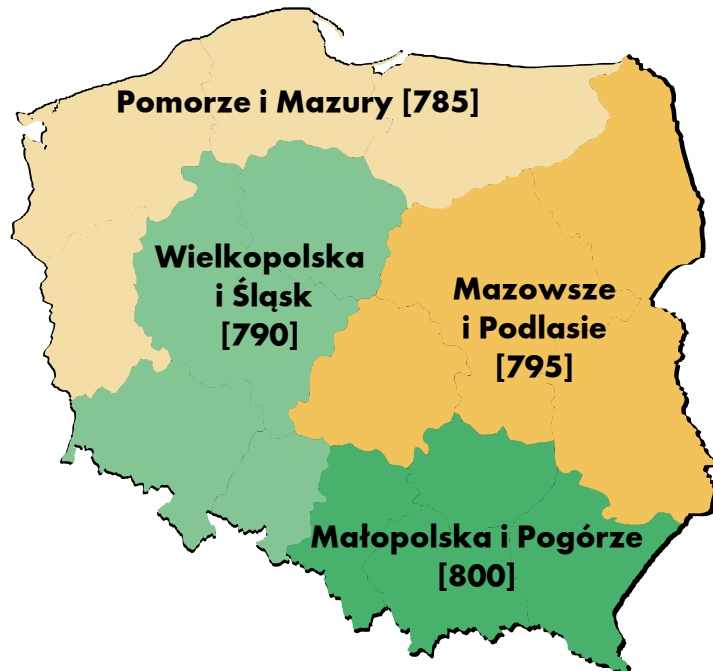 Pomorze i Mazury [785]
Wielkopolska
i Śląsk
[790]
Mazowsze
i Podlasie
[795]
Małopolska i Pogórze
[800]